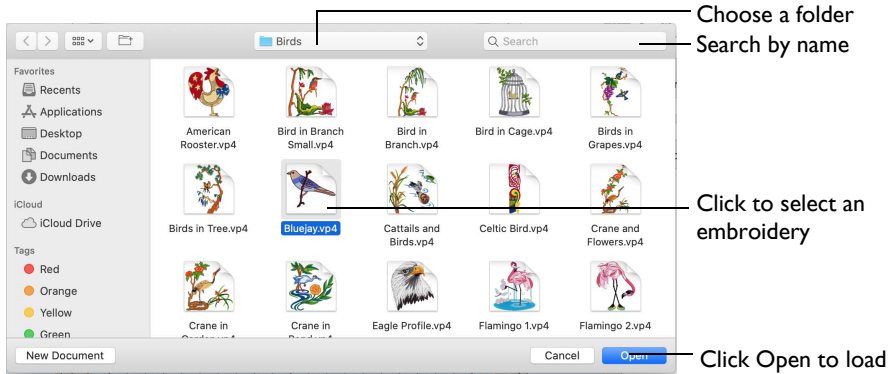 Choose a folder
Birds
Search
Search by name
Favorites
Recents
Applications
Desktop
Documents
Downloads
iCloud
iCloud Drive
Tags
Red
Orange
Yellow
Green
American
Rooster.vp4
Bird in Branch
Small.vp4
Bird in
Branch.vp4
Bird in Cage.vp4
Birds in
Grapes.vp4
Birds in Tree.vp4
Bluejay.vp4
Cattails and
Birds.vp4
Celtic Bird.vp4
Crane and
Flowers.vp4
Click to select an
embroidery
Crane in
Crane in
Eagle Profile.vp4
Flamingo 1.vp4
Flamingo 2.vp4
New Document
Cancel
Open
Click Open to load